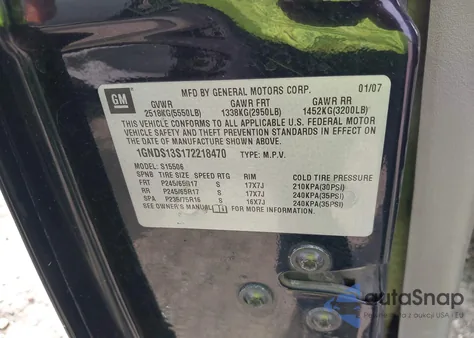 GM
MFD BY GENERAL MOTORS CORP. 01/07
GVWR GAWR FRT GAWR RR
2518KG(5550LB) 1338KG(2950LB) 1452KG(3200LB)
THIS VEHICLE CONFORMS TO ALL APPLICABLE U.S. FEDERAL MOTOR
VEHICLE SAFETY AND THEFT PREVENTION STANDARDS IN EFFECT ON
THE DATE OF MANUFACTURE SHOWN ABOVE.
1GNDS13S172218470 TYPE: M.P.V.
MODEL: S15506
SPNB TIRE SIZE SPEED RTG RIM COLD TIRE PRESSURE
FRT P245/65R17 S 17X7J 210KPA(30PSI)
RR P245/65R17 S 17X7J 240KPA(35PSI)
SPA P235/75R16 S 16X7J 240KPA(35PSI)
SEE OWNER'S MANUAL FOR MORE INFORMATION.
autoSnap